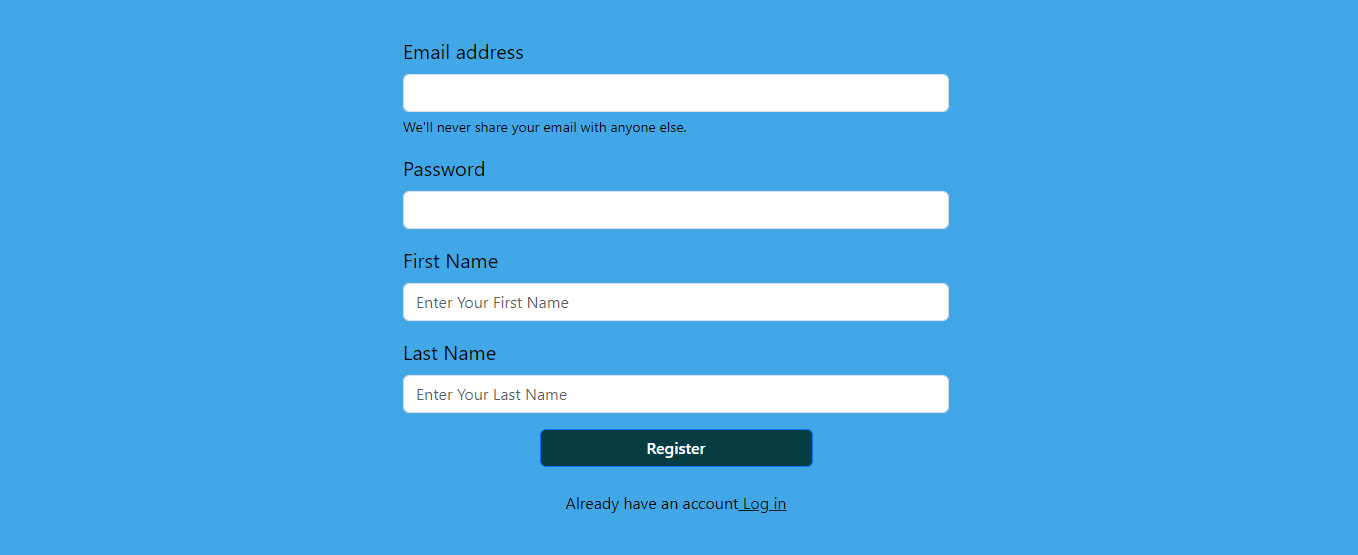 Email address
We'll never share your email with anyone else.
Password
First Name
Enter Your First Name
Last Name
Enter Your Last Name
Register
Already have an account Log in